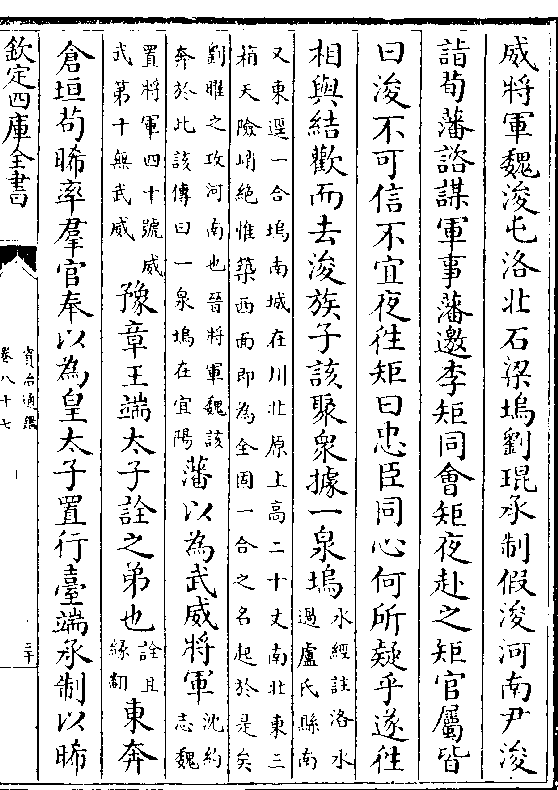 威將軍魏浚屯洛北石梁塢劉琨承制假浚河南尹浚
詣荀藩諮謀軍事藩邀李矩同會矩夜赴之矩官屬皆
曰浚不可信不宜夜往矩曰忠臣同心何所疑乎遂往
相與結歡而去浚族子該聚衆據一泉塢水經註洛水
過盧氏縣南
又東逕一合塢南城在川北原上高二十丈南北東三
箱天險峭絶惟築西面即為全固一合之名起於是矣
劉曜之攻河南也晉將軍魏該
奔於此該傳曰一泉塢在宜陽藩以為武威將軍沈約
志魏
置將軍四十號威
武第十無武威豫章王端太子詮之弟也詮且
緣翻東奔
倉垣荀晞率羣官奉以為皇太子置行臺端承制以晞
欽定四庫全書
資治通鑑
卷八十七
三十